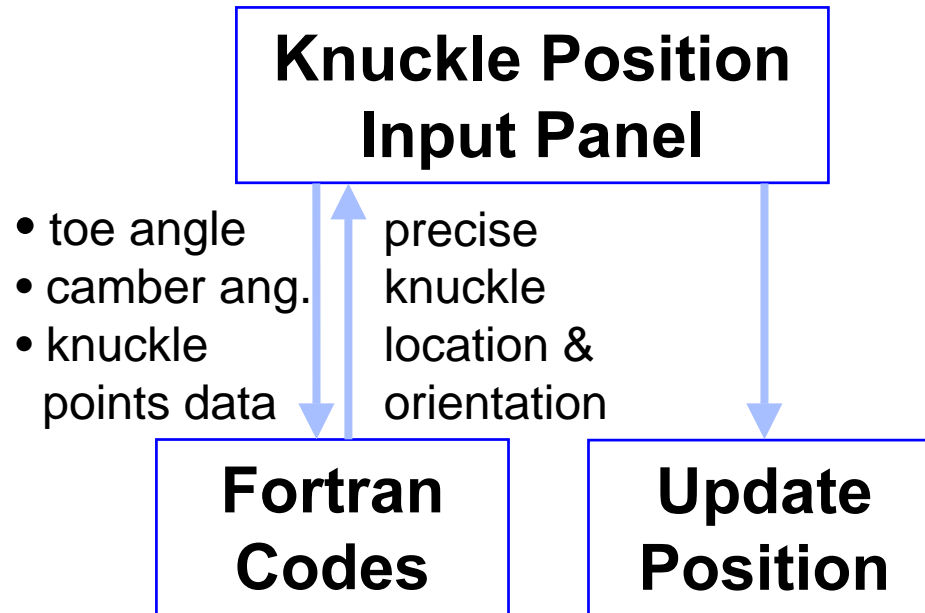 Knuckle Position
Input Panel
• toe angle
• camber ang.
• knuckle
points data
precise
knuckle
location &
orientation
Fortran
Codes
Update
Position